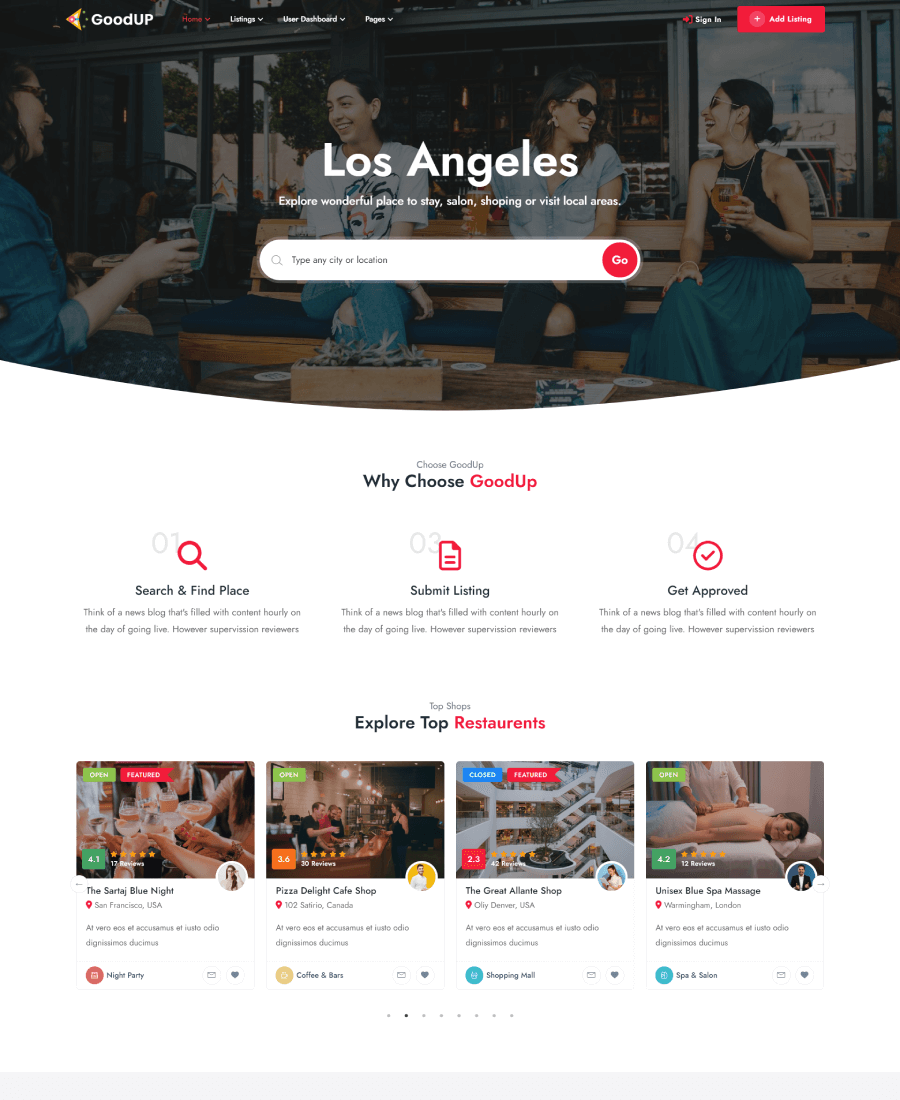 GoodUP
Home Listings User Dashboard Pages Sign In Add Listing
Los Angeles
Explore wonderful place to stay, salon, shoping or visit local areas.
Type any city or location Go
Choose GoodUp
Why Choose GoodUp
01 03 04
Search & Find Place Submit Listing Get Approved
Think of a news blog that's filled with content hourly on Think of a news blog that's filled with content hourly on Think of a news blog that's filled with content hourly on
the day of going live. However supervission reviewers the day of going live. However supervission reviewers the day of going live. However supervission reviewers
Top Shops
Explore Top Restaurents
OPEN FEATURED OPEN CLOSED FEATURED OPEN
4.1 17 Reviews 3.6 30 Reviews 2.3 42 Reviews 4.2 12 Reviews
The Sartaj Blue Night Pizza Delight Cafe Shop The Great Allante Shop Unisex Blue Spa Massage
San Francisco, USA 102 Satirio, Canada Oliy Denver, USA Warmingham, London
At vero eos et accusamus et iusto odio At vero eos et accusamus et iusto odio At vero eos et accusamus et iusto odio At vero eos et accusamus et iusto odio
dignissimos ducimus dignissimos ducimus dignissimos ducimus dignissimos ducimus
Night Party Coffee & Bars Shopping Mall Spa & Salon